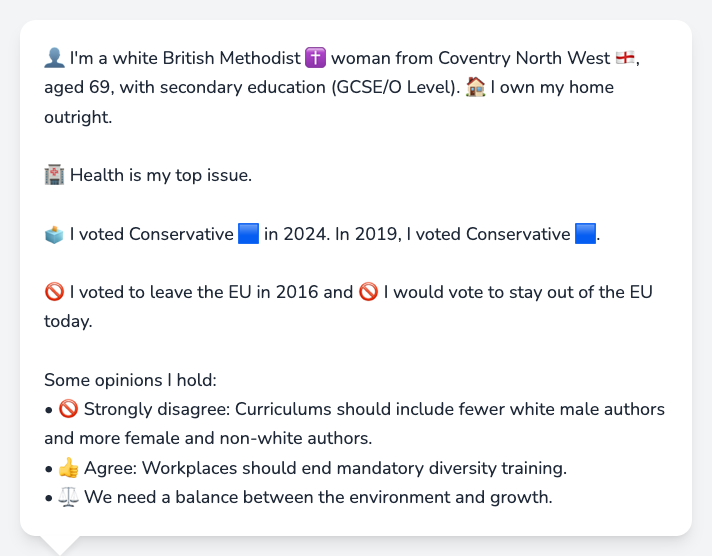 👤 I'm a white British Methodist ✝️ woman from Coventry North West 🏴󠁧󠁢󠁥󠁮󠁧󠁿,
aged 69, with secondary education (GCSE/O Level). 🏠 I own my home
outright.
🏥 Health is my top issue.
🗳️ I voted Conservative 🟦 in 2024. In 2019, I voted Conservative 🟦.
🚫 I voted to leave the EU in 2016 and 🚫 I would vote to stay out of the EU
today.
Some opinions I hold:
• 🚫 Strongly disagree: Curriculums should include fewer white male authors
and more female and non-white authors.
• 👍 Agree: Workplaces should end mandatory diversity training.
• ⚖️ We need a balance between the environment and growth.